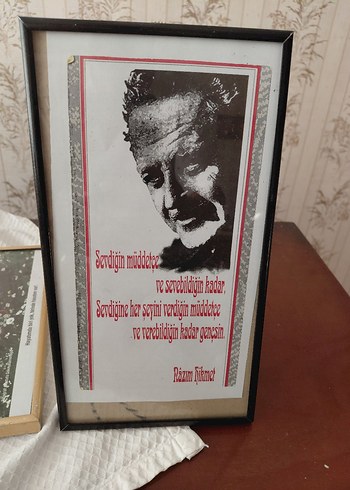 Sevdiğin müddetçe
ve sevebildiğin kadar,
Sevdiğine her şeyini verdiğin müddetçe
ve verebildiğin kadar gençsin.
Nâzım Hikmet